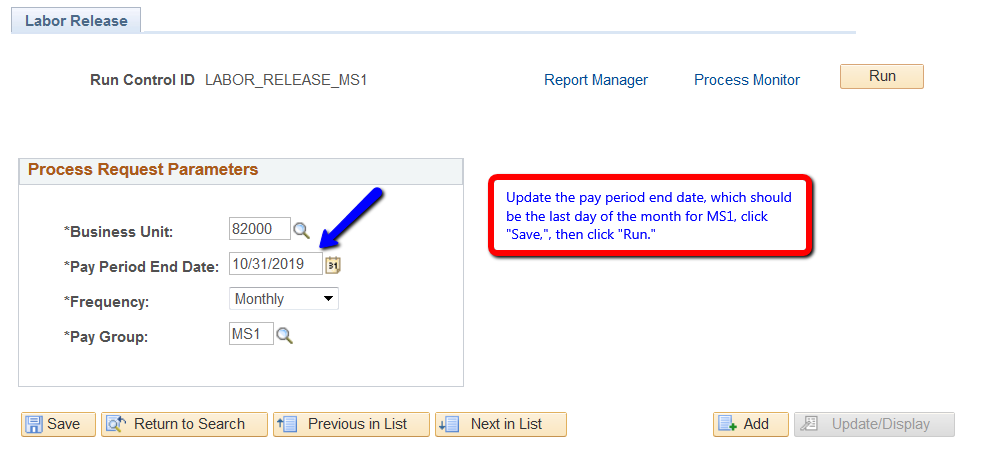 Labor Release
Run Control ID LABOR_RELEASE_MS1 Report Manager Process Monitor Run
Process Request Parameters
*Business Unit: 82000
*Pay Period End Date: 10/31/2019 31
*Frequency: Monthly
*Pay Group: MS1
Update the pay period end date, which should
be the last day of the month for MS1, click
"Save,", then click "Run."
Save Return to Search Previous in List Next in List Add Update/Display